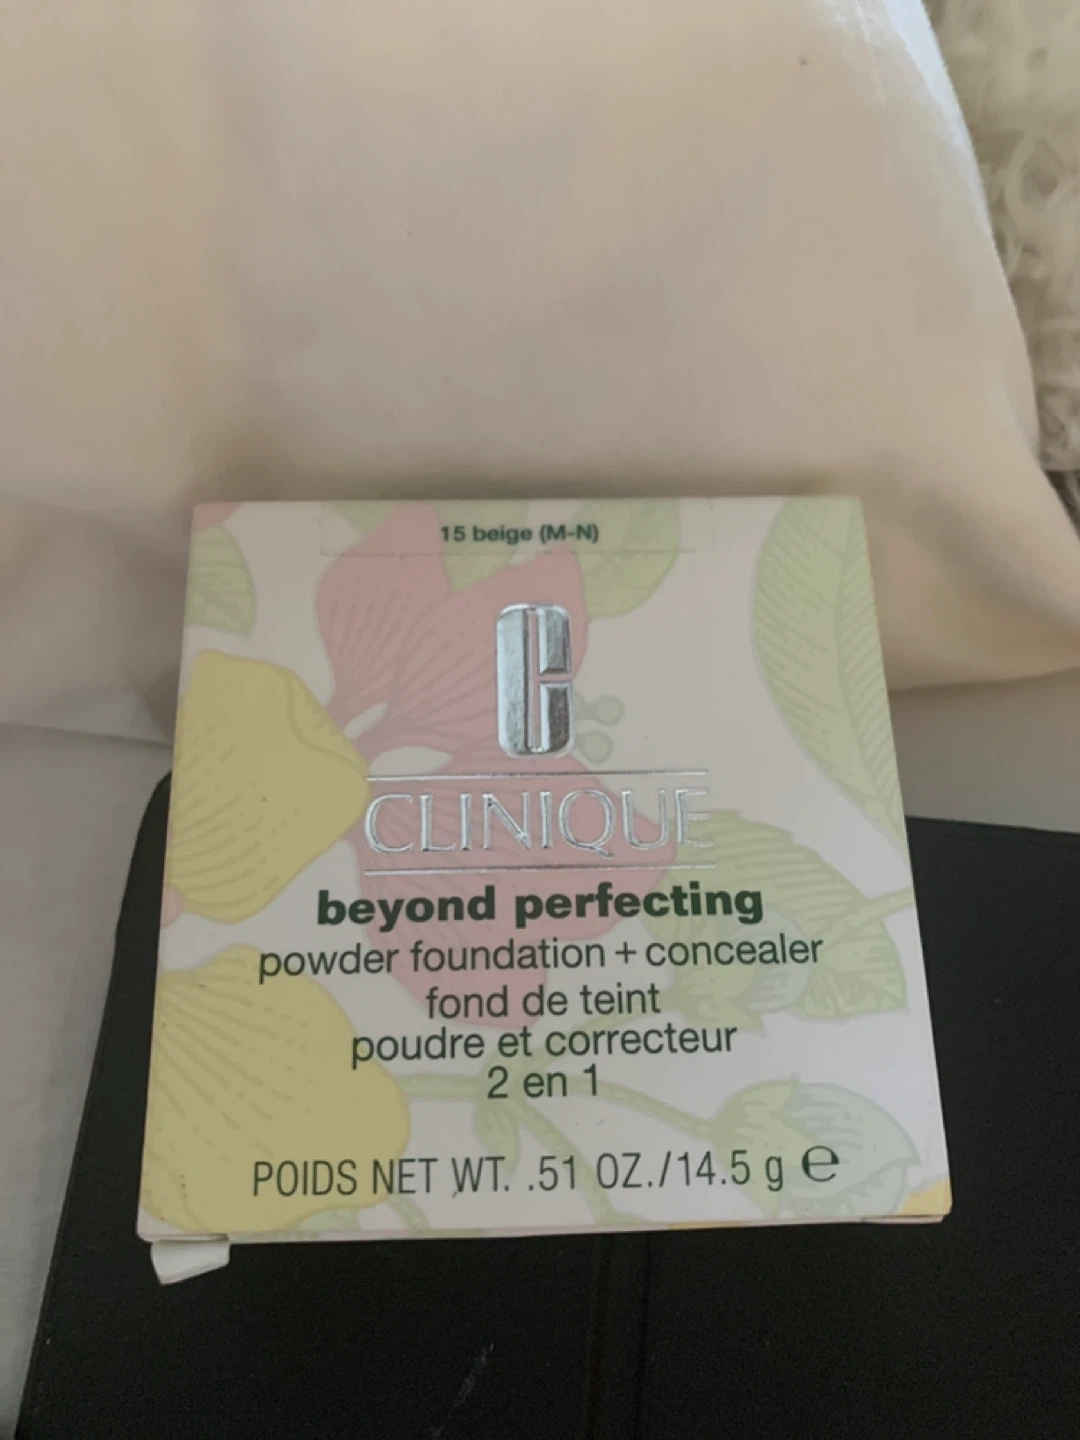 15 beige (M-N)
CLINIQUE
beyond perfecting
powder foundation + concealer
fond de teint
poudre et correcteur
2 en 1
POIDS NET WT. .51 OZ./14.5 g ℮